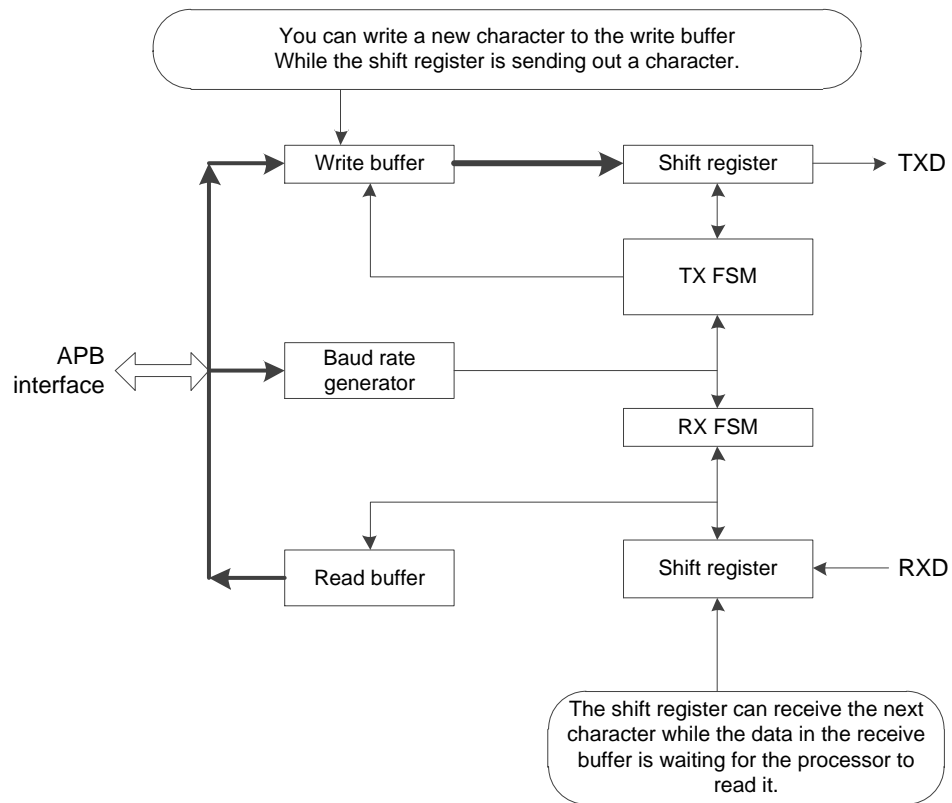 You can write a new character to the write buffer
While the shift register is sending out a character.
Write buffer
Shift register
TXD
TX FSM
APB
interface
Baud rate
generator
RX FSM
Read buffer
Shift register
RXD
The shift register can receive the next
character while the data in the receive
buffer is waiting for the processor to
read it.